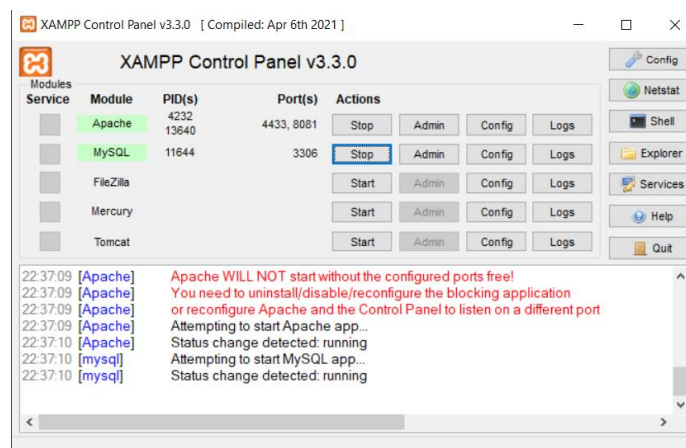 XAMPP Control Panel v3.3.0 [ Compiled: Apr 6th 2021 ]
XAMPP Control Panel v3.3.0
Config
Modules
Service Module PID(s) Port(s) Actions
Netstat
Apache 4232 13640 4433, 8081 Stop Admin Config Logs
Shell
MySQL 11644 3306 Stop Admin Config Logs
Explorer
FileZilla Start Admin Config Logs
Services
Mercury Start Admin Config Logs
Help
Tomcat Start Admin Config Logs
Quit
22:37:09 [Apache] Apache WILL NOT start without the configured ports free!
22:37:09 [Apache] You need to uninstall/disable/reconfigure the blocking application
22:37:09 [Apache] or reconfigure Apache and the Control Panel to listen on a different port
22:37:09 [Apache] Attempting to start Apache app...
22:37:10 [Apache] Status change detected: running
22:37:10 [mysql] Attempting to start MySQL app...
22:37:10 [mysql] Status change detected: running